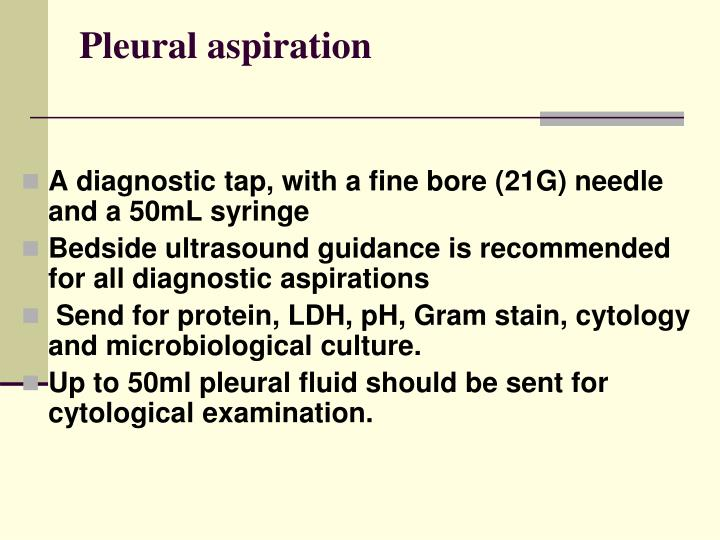 Pleural aspiration
A diagnostic tap, with a fine bore (21G) needle
and a 50mL syringe
Bedside ultrasound guidance is recommended
for all diagnostic aspirations
Send for protein, LDH, pH, Gram stain, cytology
and microbiological culture.
Up to 50ml pleural fluid should be sent for
cytological examination.